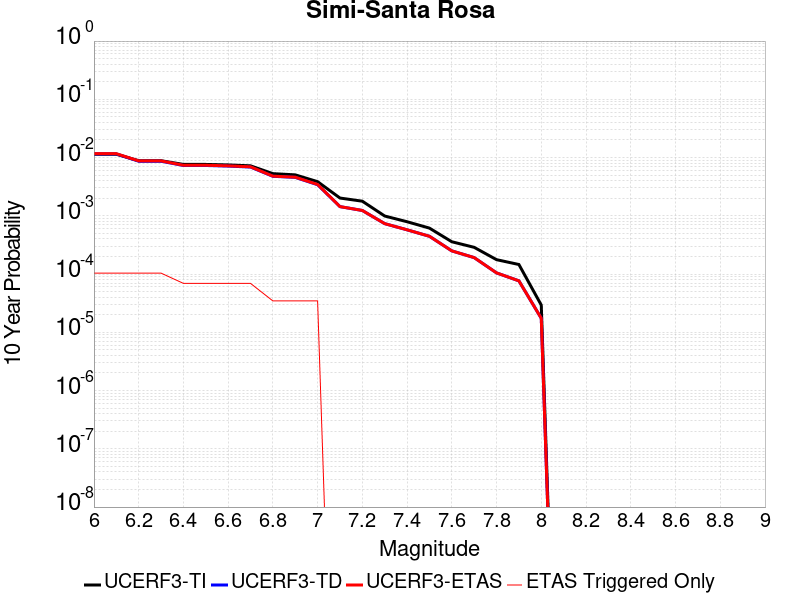 Simi-Santa Rosa
10^0
10^-1
10^-2
10^-3
10^-4
10^-5
10^-6
10^-7
10^-8
10 Year Probability
6 6.2 6.4 6.6 6.8 7 7.2 7.4 7.6 7.8 8 8.2 8.4 8.6 8.8 9
Magnitude
UCERF3-TI UCERF3-TD UCERF3-ETAS ETAS Triggered Only